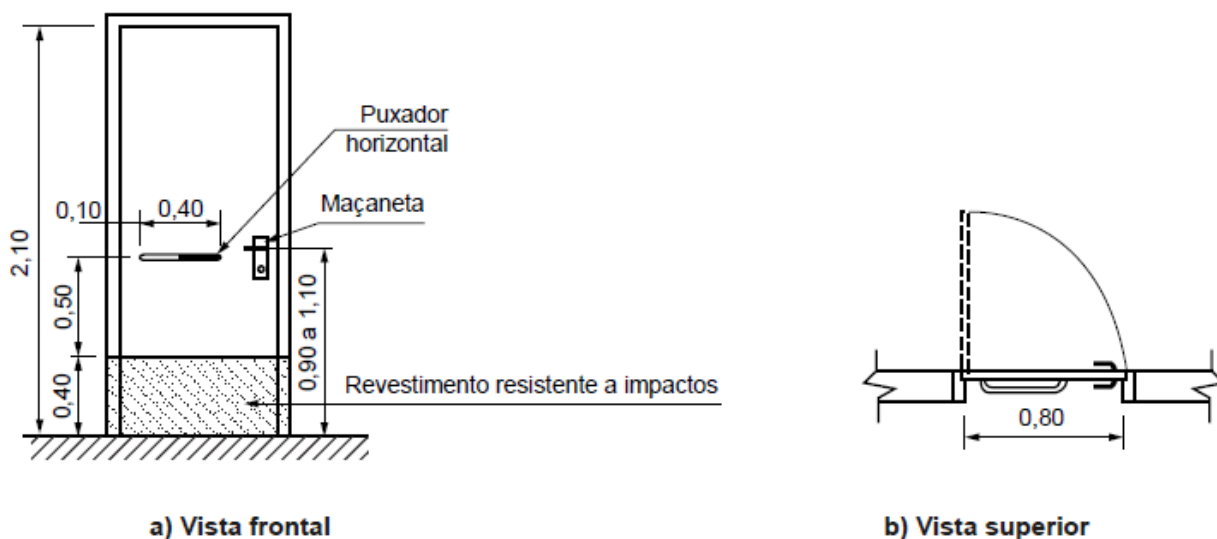 Puxador
horizontal
Maçaneta
0,10
0,40
2,10
0,50
0,90 a 1,10
0,40
Revestimento resistente a impactos
0,80
a) Vista frontal
b) Vista superior